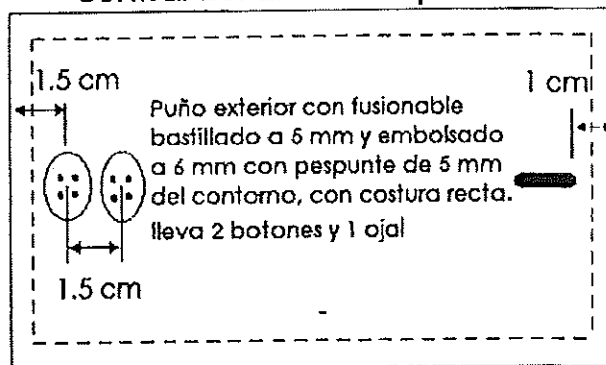 1.5 cm
1 cm
Puño exterior con fusionable
bastillado a 5 mm y embolsado
a 6 mm con pespunte de 5 mm
del contorno, con costura recta.
lleva 2 botones y 1 ojal
1.5 cm